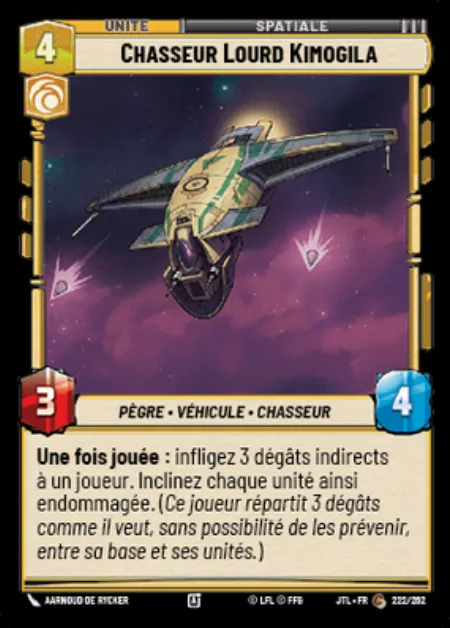 UNITÉ
SPATIALE
4
CHASSEUR LOURD KIMOGILA
3
PÈGRE • VÉHICULE • CHASSEUR
4
Une fois jouée : infligez 3 dégâts indirects
à un joueur. Inclinez chaque unité ainsi
endommagée. (Ce joueur répartit 3 dégâts
comme il veut, sans possibilité de les prévenir,
entre sa base et ses unités.)
AARNOUD DE RYCKER
© LFL © FFG
JTL • FR
C
222/262